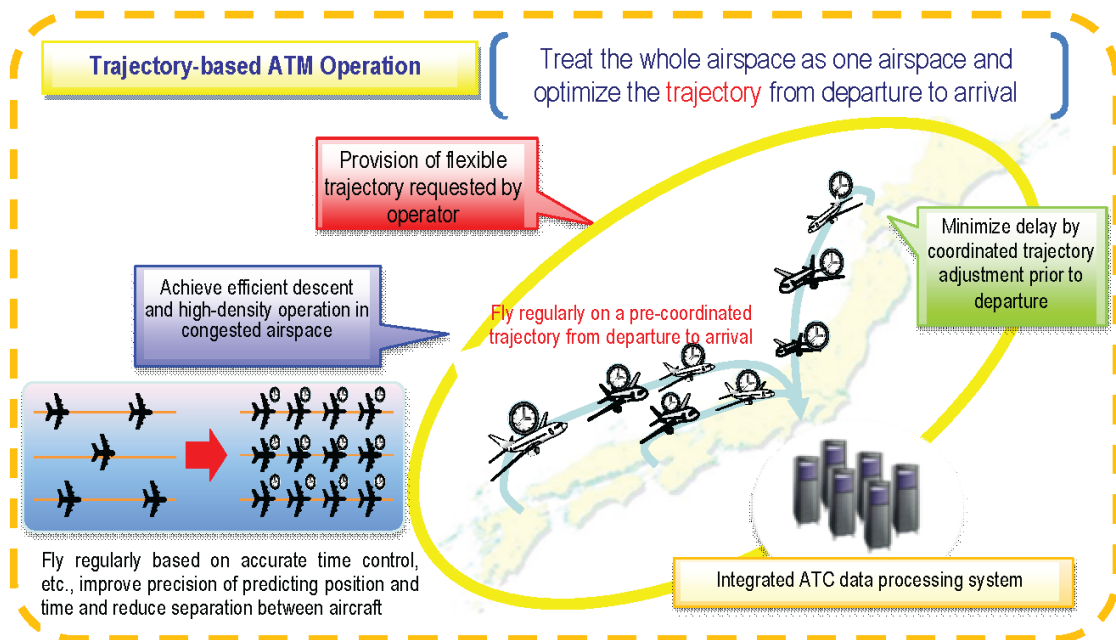 Trajectory-based ATM Operation
Treat the whole airspace as one airspace and
optimize the trajectory from departure to arrival
Provision of flexible
trajectory requested by
operator
Minimize delay by
coordinated trajectory
adjustment prior to
departure
Achieve efficient descent
and high-density operation in
congested airspace
Fly regularly on a pre-coordinated
trajectory from departure to arrival
Fly regularly based on accurate time control,
etc., improve precision of predicting position and
time and reduce separation between aircraft
Integrated ATC data processing system